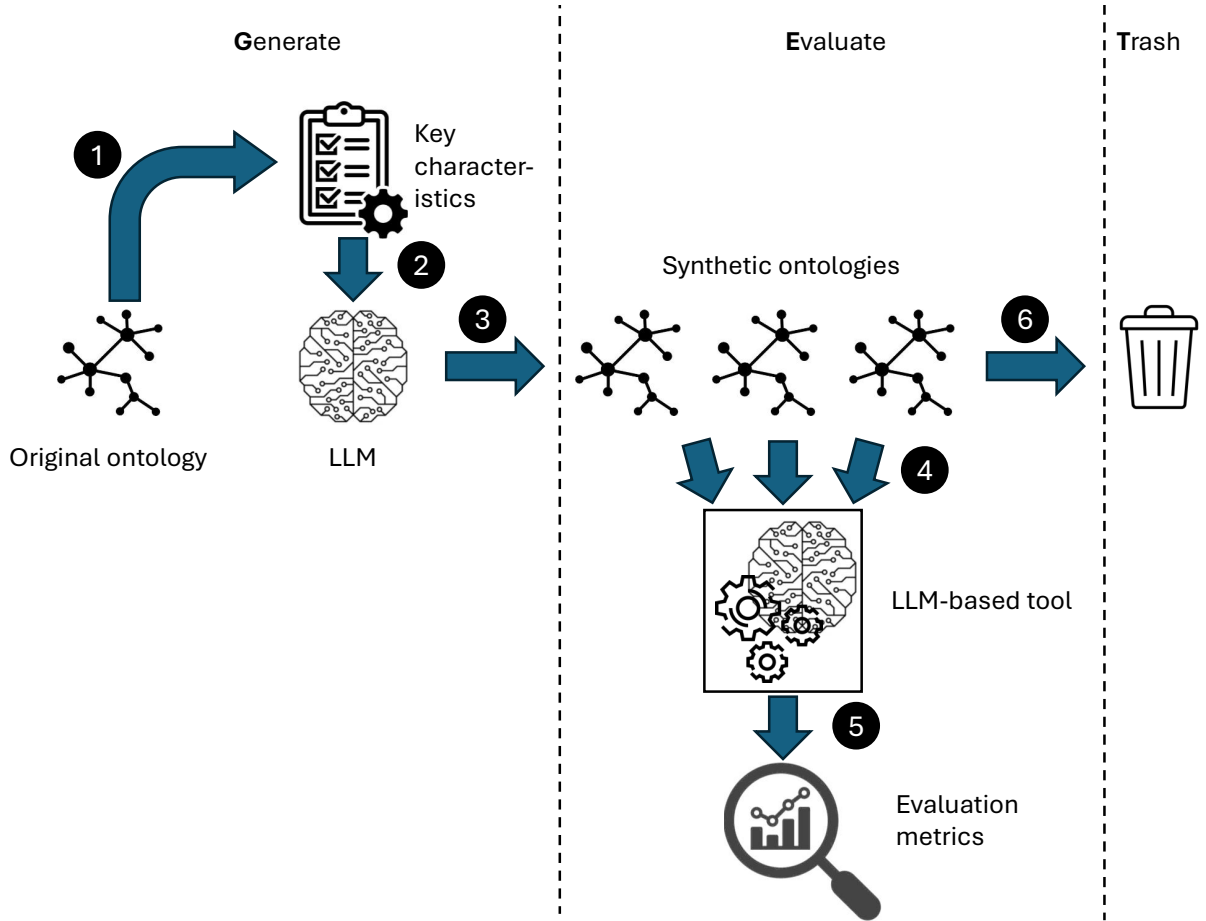 Generate
Evaluate
Trash
1
Key
character-
istics
2
Synthetic ontologies
3
6
Original ontology
LLM
4
LLM-based tool
5
Evaluation
metrics